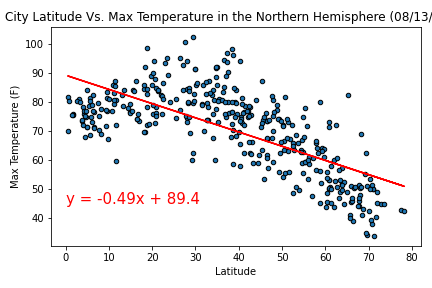 City Latitude Vs. Max Temperature in the Northern Hemisphere (08/13/
Max Temperature (F)
100
90
80
70
60
50
40
y = -0.49x + 89.4
0 10 20 30 40 50 60 70 80
Latitude